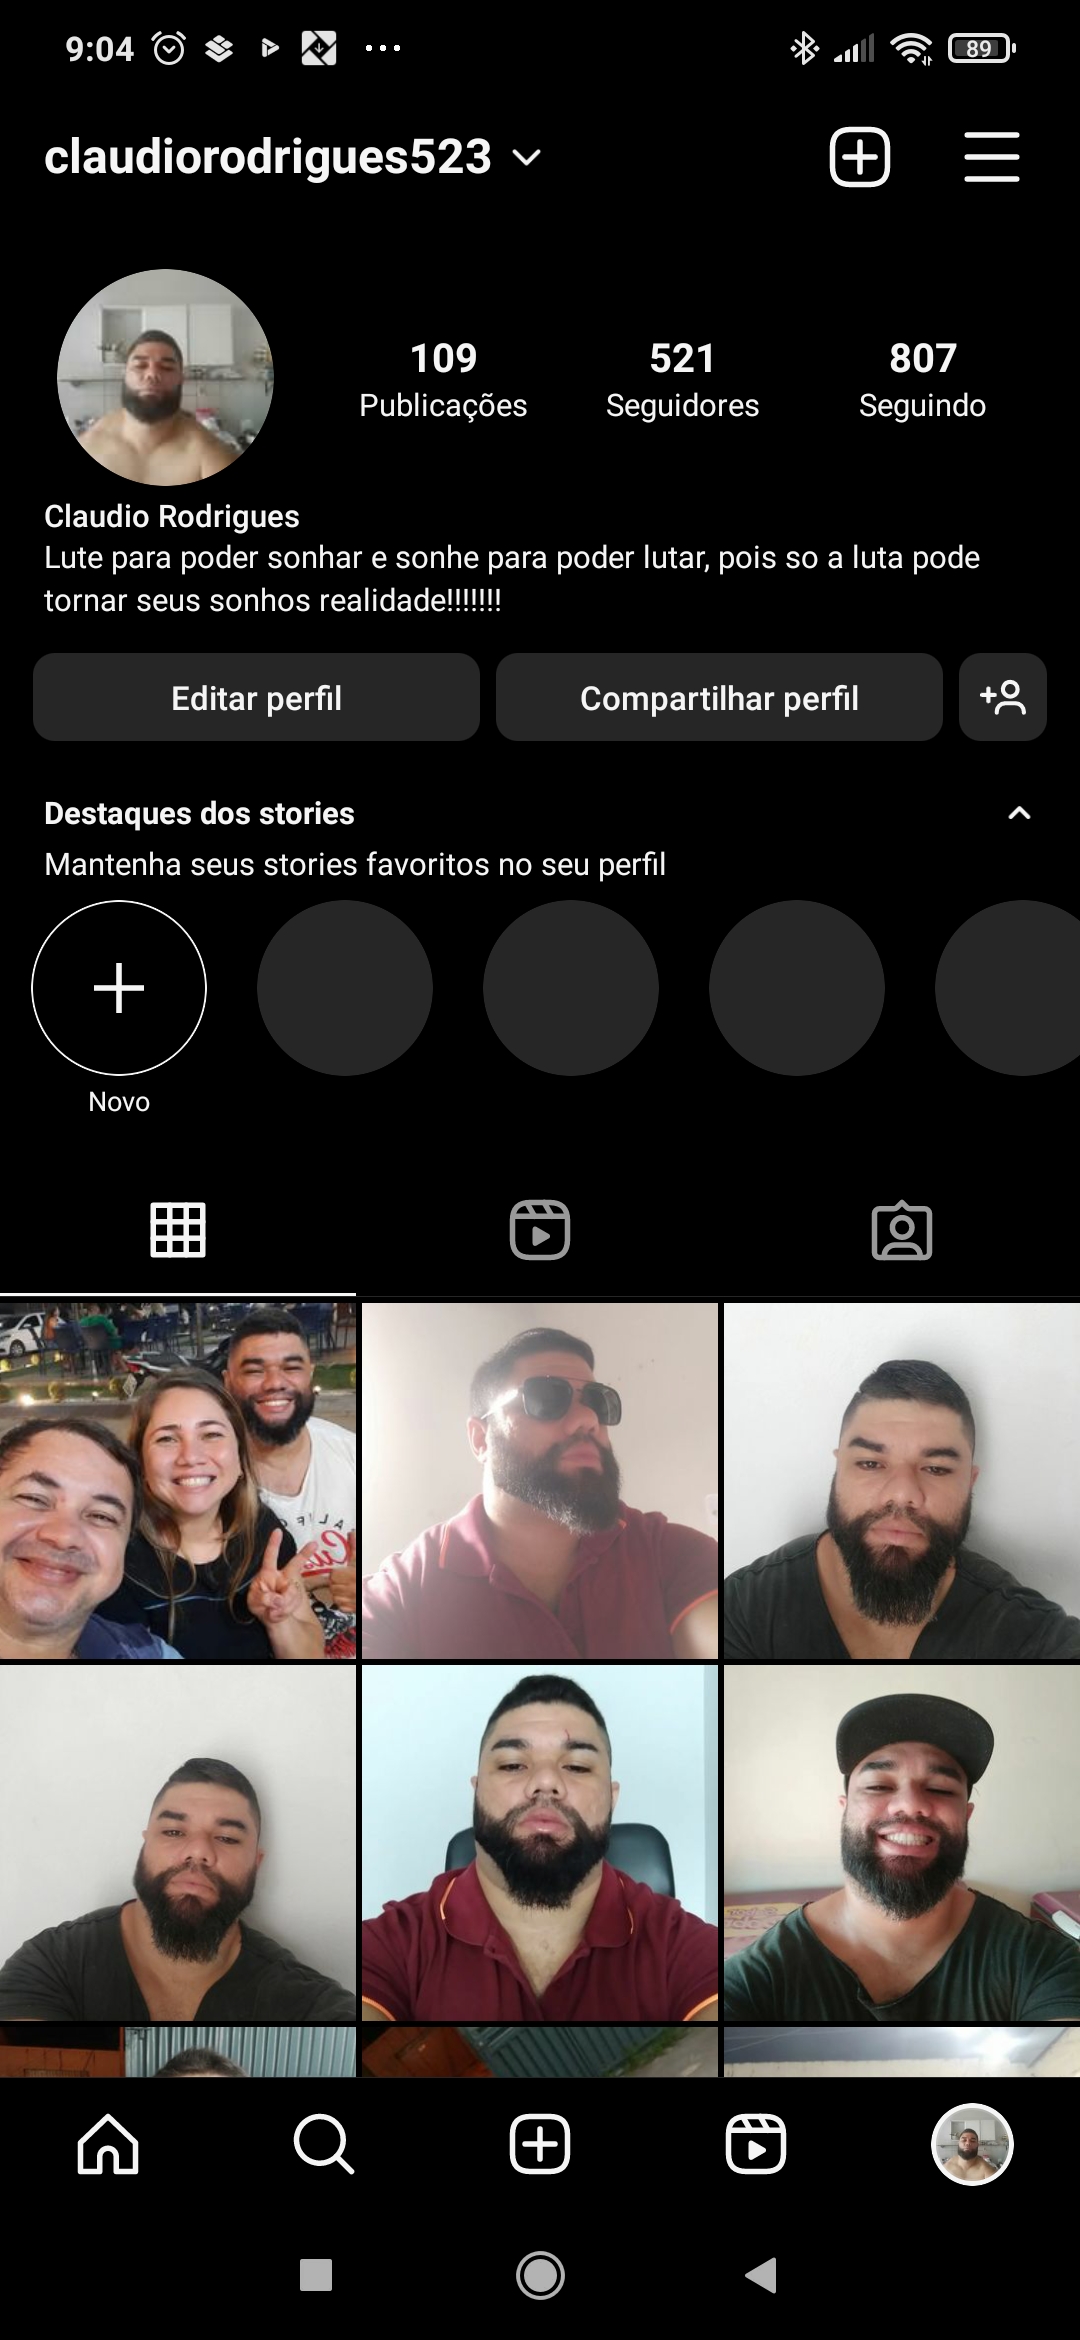 9:04
89
claudiorodrigues523
109
521
807
Publicações
Seguidores
Seguindo
Claudio Rodrigues
Lute para poder sonhar e sonhe para poder lutar, pois so a luta pode
tornar seus sonhos realidade!!!!!!!
Editar perfil
Compartilhar perfil
Destaques dos stories
Mantenha seus stories favoritos no seu perfil
Novo